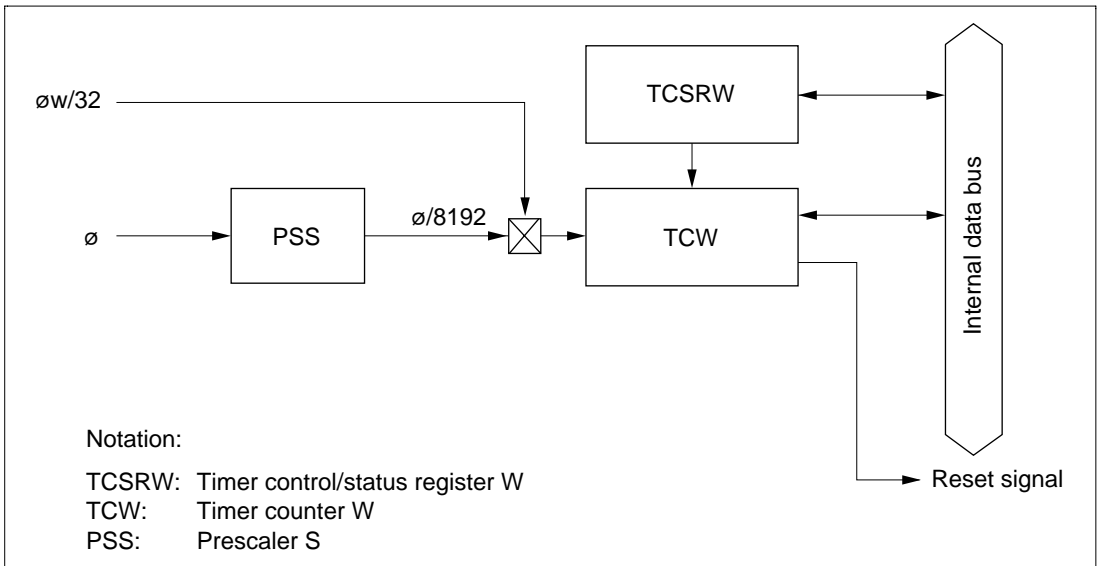 TCSRW
øw/32
ø/8192
ø
PSS
TCW
Internal data bus
Notation:
TCSRW: Timer control/status register W
TCW: Timer counter W
PSS: Prescaler S
Reset signal